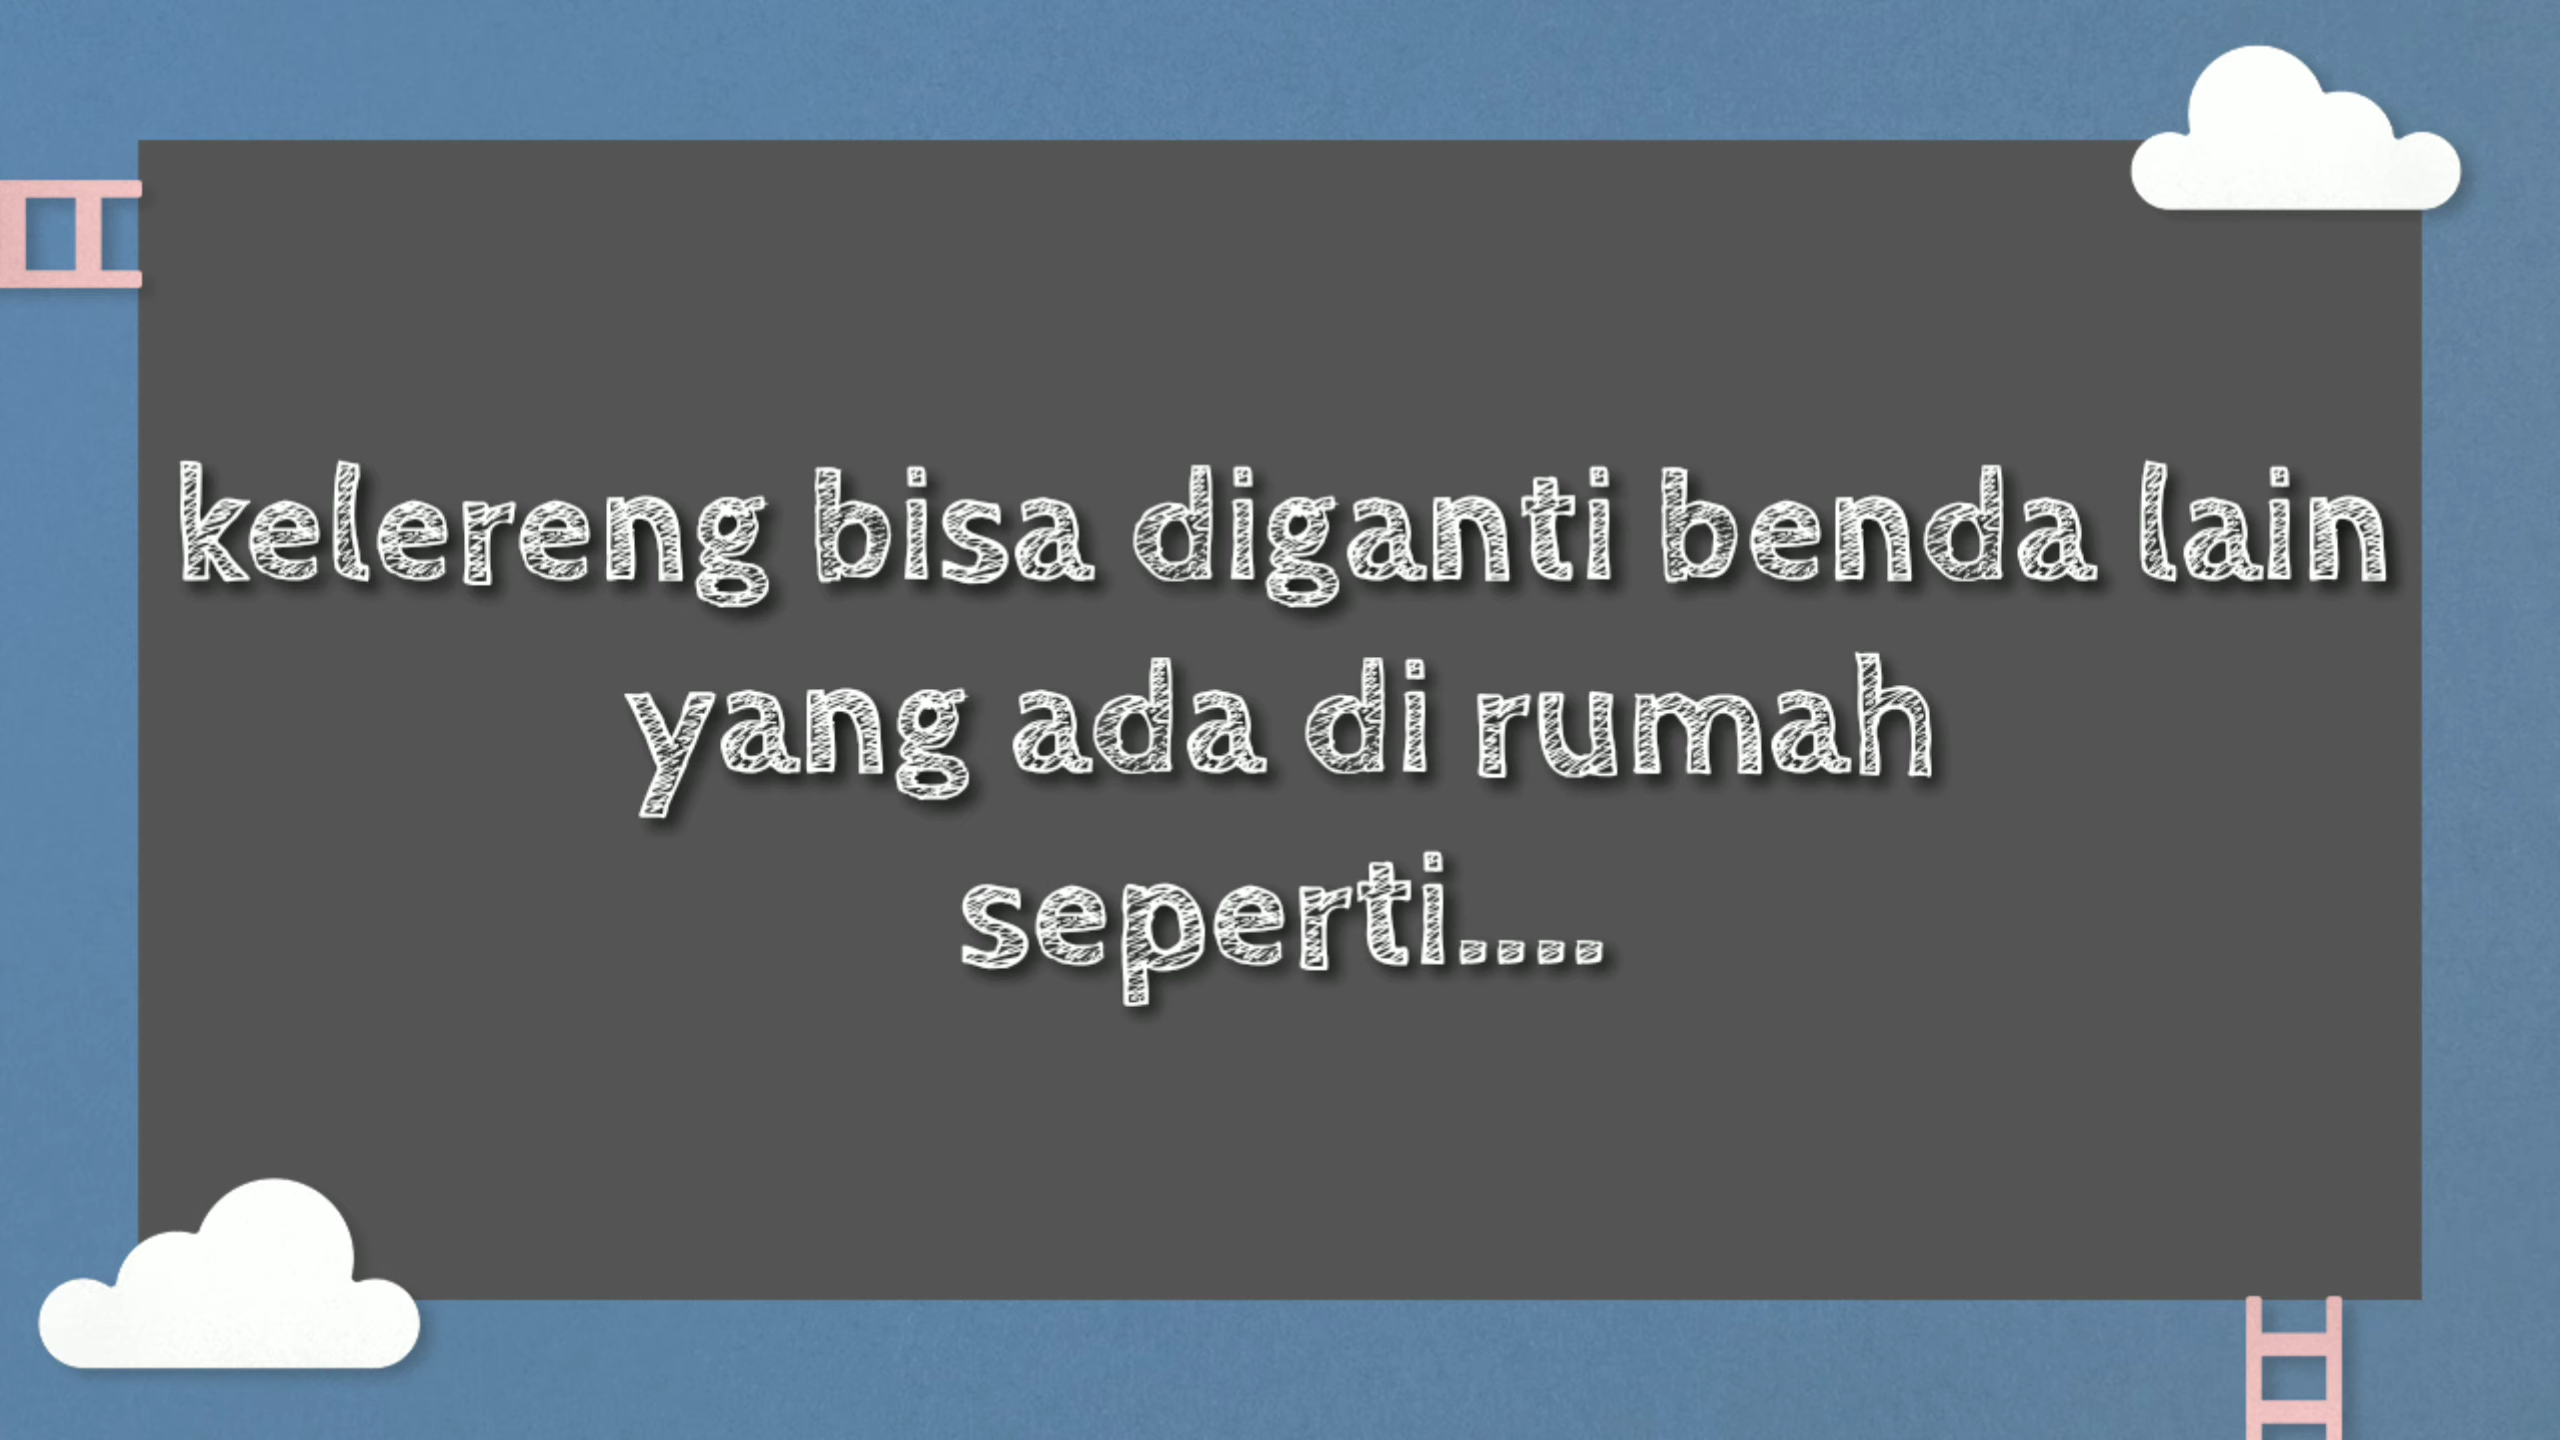 kelereng bisa diganti benda lain
yang ada di rumah
seperti....